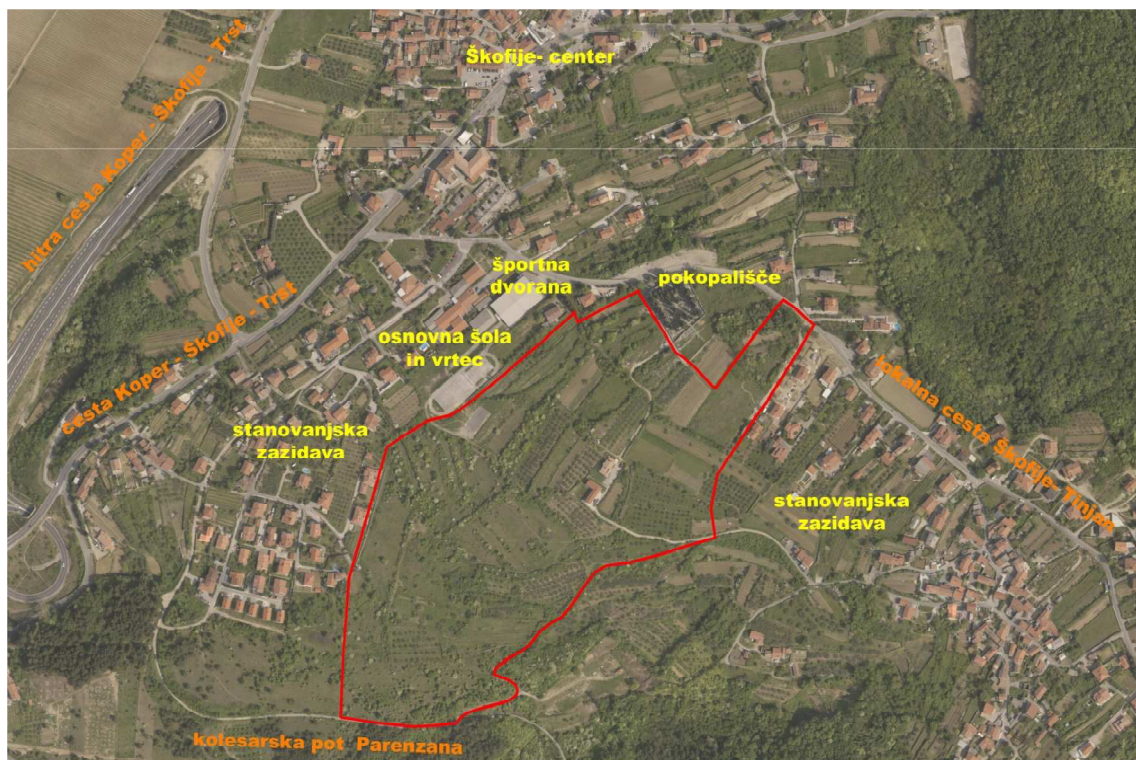 Škofije- center
hitra cesta Koper - Škofije - Trst
športna
dvorana
pokopališče
cesta Koper - Škofije - Trst
osnovna šola
in vrtec
lokalna cesta Škofije- Tinjan
stanovanjska
zazidava
stanovanjska
zazidava
kolesarska pot Parenzana